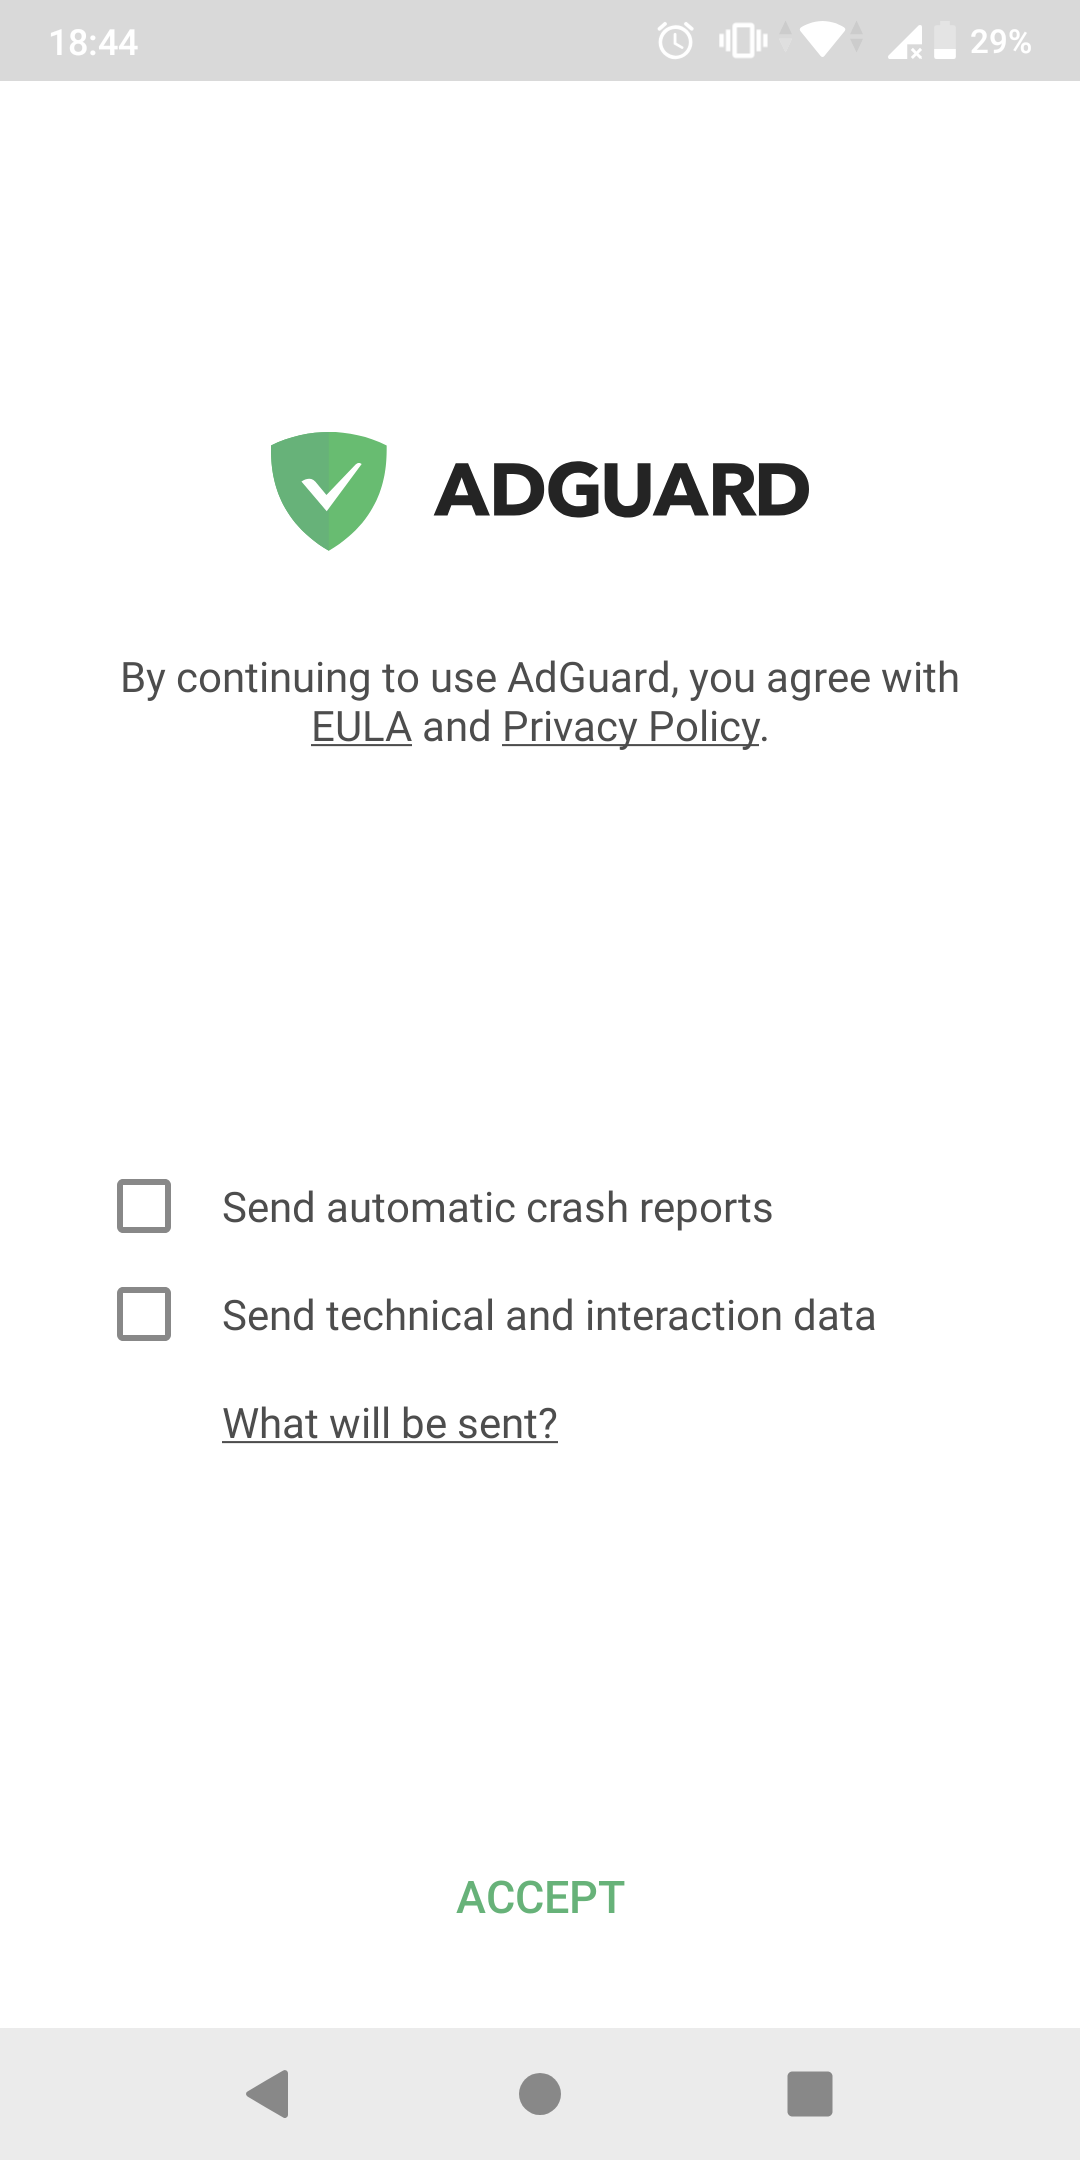 18:44
29%
ADGUARD
By continuing to use AdGuard, you agree with
EULA and Privacy Policy.
Send automatic crash reports
Send technical and interaction data
What will be sent?
ACCEPT